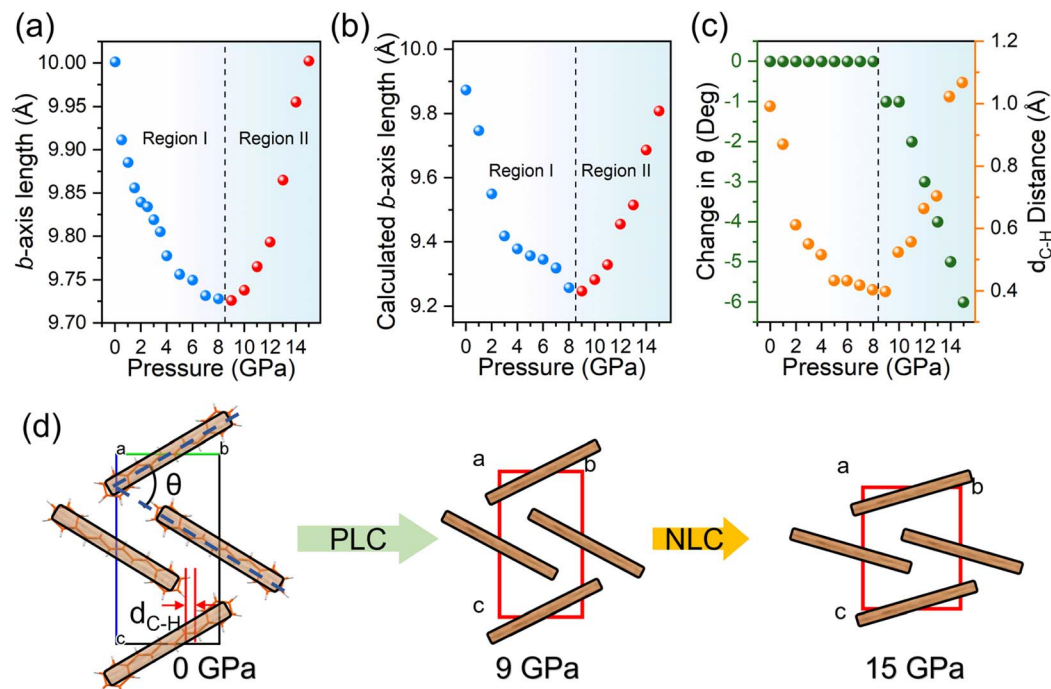 (a)
10.00
9.95
9.90
9.85
9.80
9.75
9.70
b-axis length (Å)
Region I
Region II
0 2 4 6 8 10 12 14
Pressure (GPa)
(b)
9.8
9.6
9.4
9.2
Calculated b-axis length (Å)
Region I
Region II
0 2 4 6 8 10 12 14
Pressure (GPa)
(c)
0
-1
-2
-3
-4
-5
-6
Change in θ (Deg)
1.2
1.0
0.8
0.6
0.4
d_C-H Distance (Å)
0 2 4 6 8 10 12 14
Pressure (GPa)
(d)
a
b
θ
d_C-H
c
0 GPa
PLC
a
b
c
9 GPa
NLC
a
b
c
15 GPa